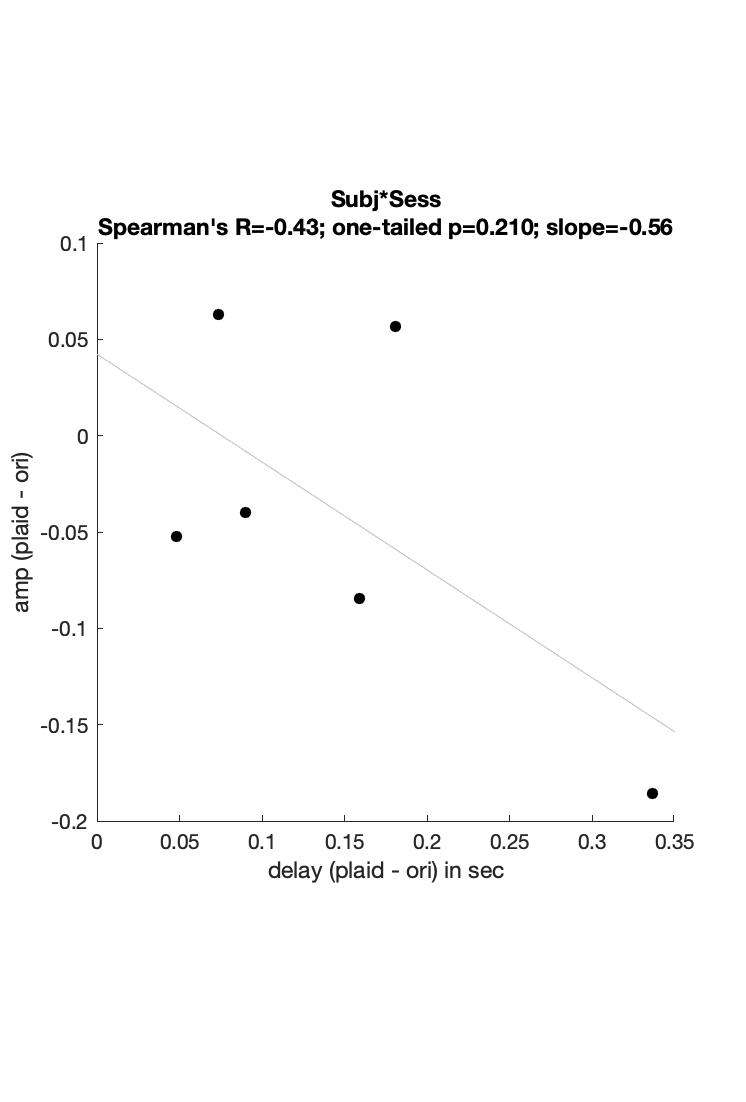 Subj*Sess
Spearman's R=-0.43; one-tailed p=0.210; slope=-0.56
0.1
0.05
0
-0.05
-0.1
-0.15
-0.2
amp (plaid - ori)
0 0.05 0.1 0.15 0.2 0.25 0.3 0.35
delay (plaid - ori) in sec